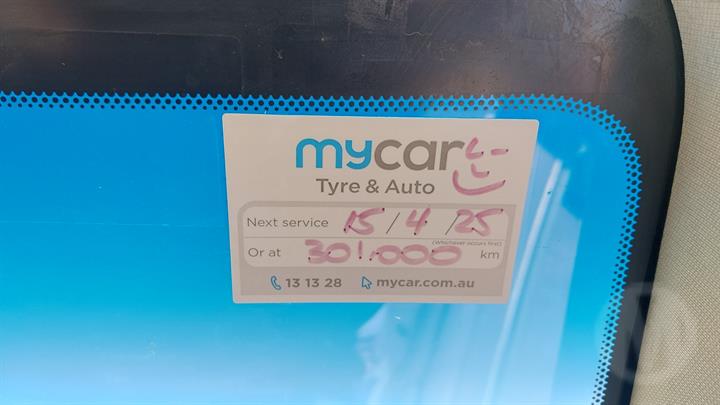 mycar
Tyre & Auto
Next service 15/4/25
(Whichever occurs first)
Or at 301,000 km
13 13 28 mycar.com.au